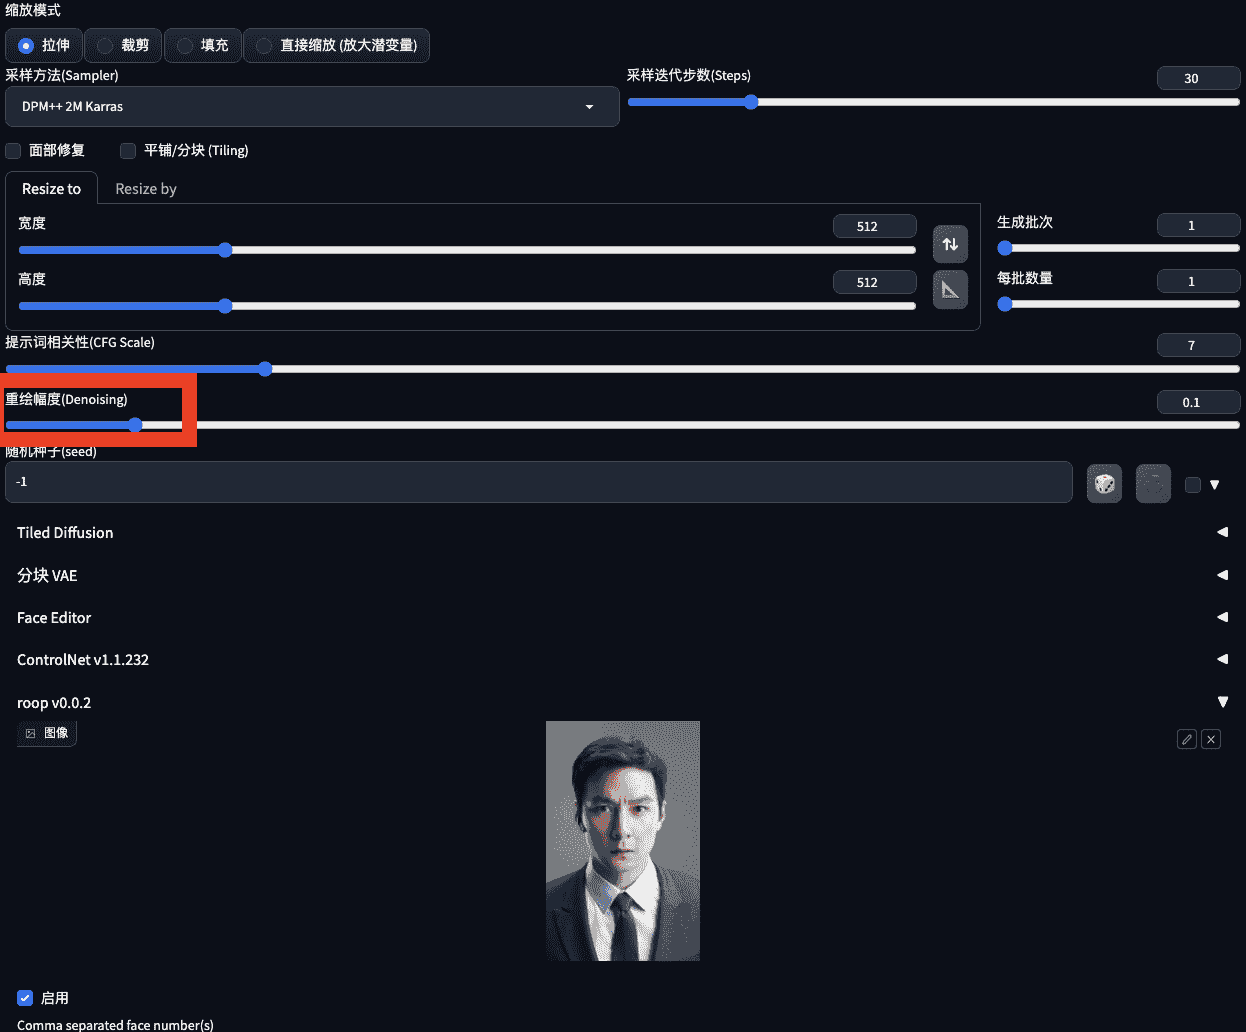 缩放模式
拉伸 裁剪 填充 直接缩放 (放大潜变量)
采样方法(Sampler)
采样迭代步数(Steps)
30
DPM++ 2M Karras
面部修复 平铺/分块 (Tiling)
Resize to Resize by
宽度
512
生成批次
1
高度
512
每批数量
1
提示词相关性(CFG Scale)
7
重绘幅度(Denoising)
0.1
随机种子(seed)
-1
Tiled Diffusion
分块 VAE
Face Editor
ControlNet v1.1.232
roop v0.0.2
图像
启用
Comma separated face number(s)